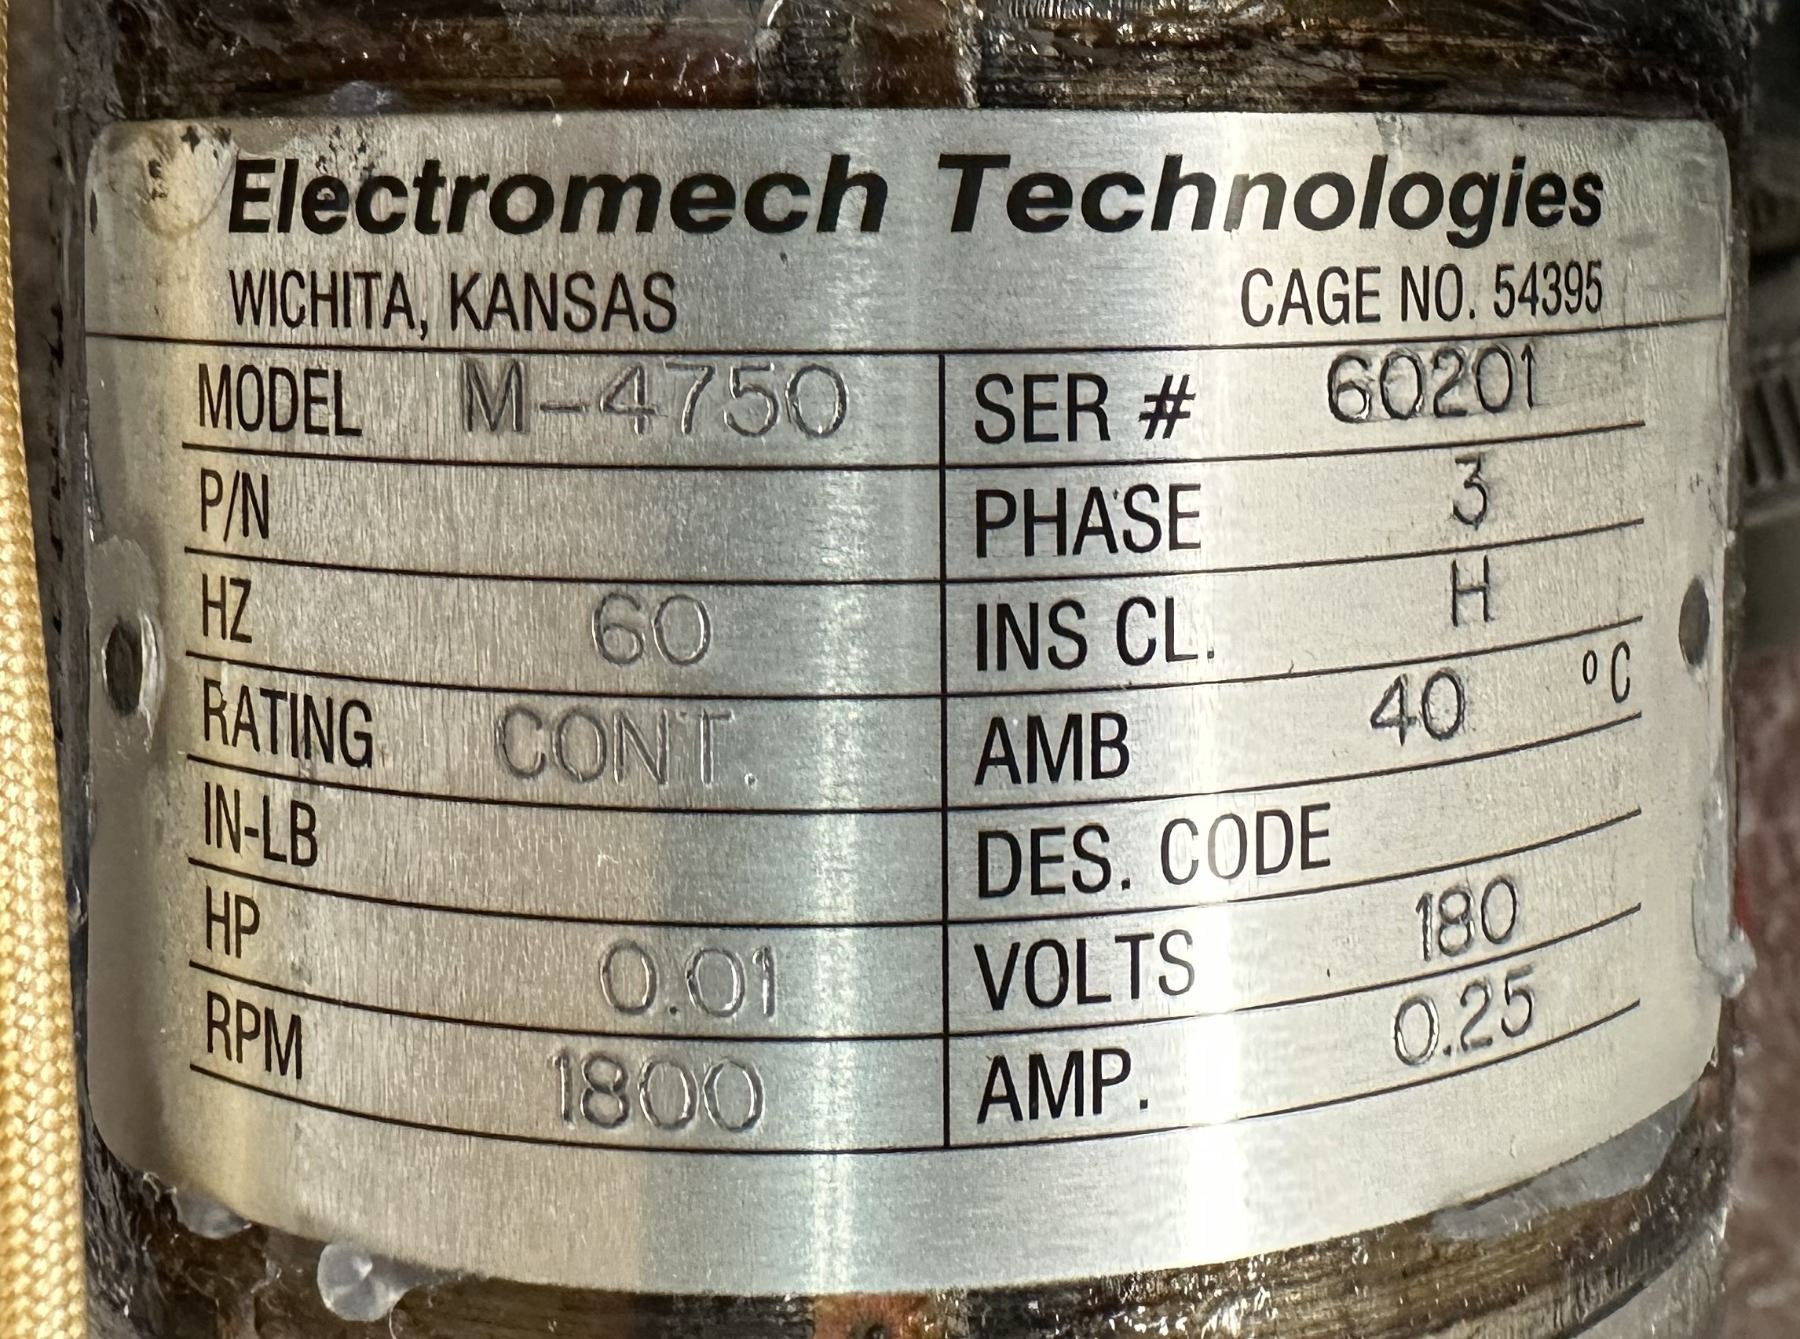 Electromech Technologies
WICHITA, KANSAS CAGE NO. 54395
MODEL M-4750 SER # 60201
P/N PHASE 3
HZ 60 INS CL. H
RATING CONT. AMB 40 °C
IN-LB DES. CODE
HP 0.01 VOLTS 180
RPM 1800 AMP. 0.25